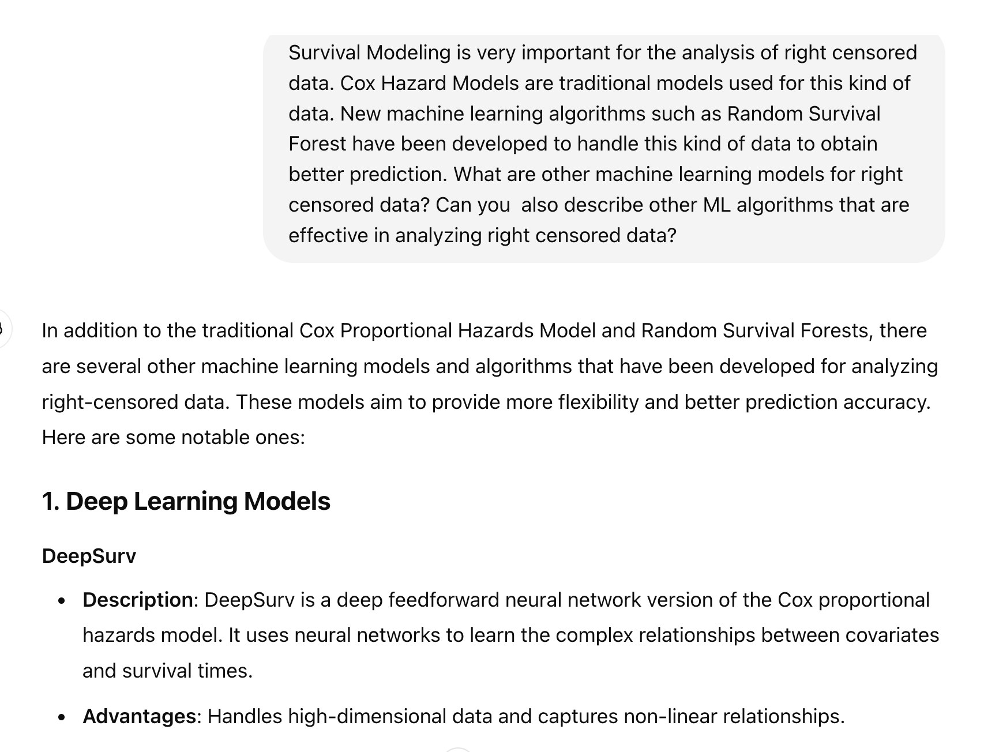 Survival Modeling is very important for the analysis of right censored
data. Cox Hazard Models are traditional models used for this kind of
data. New machine learning algorithms such as Random Survival
Forest have been developed to handle this kind of data to obtain
better prediction. What are other machine learning models for right
censored data? Can you  also describe other ML algorithms that are
effective in analyzing right censored data?
In addition to the traditional Cox Proportional Hazards Model and Random Survival Forests, there
are several other machine learning models and algorithms that have been developed for analyzing
right-censored data. These models aim to provide more flexibility and better prediction accuracy.
Here are some notable ones:
1. Deep Learning Models
DeepSurv
• Description: DeepSurv is a deep feedforward neural network version of the Cox proportional
hazards model. It uses neural networks to learn the complex relationships between covariates
and survival times.
• Advantages: Handles high-dimensional data and captures non-linear relationships.